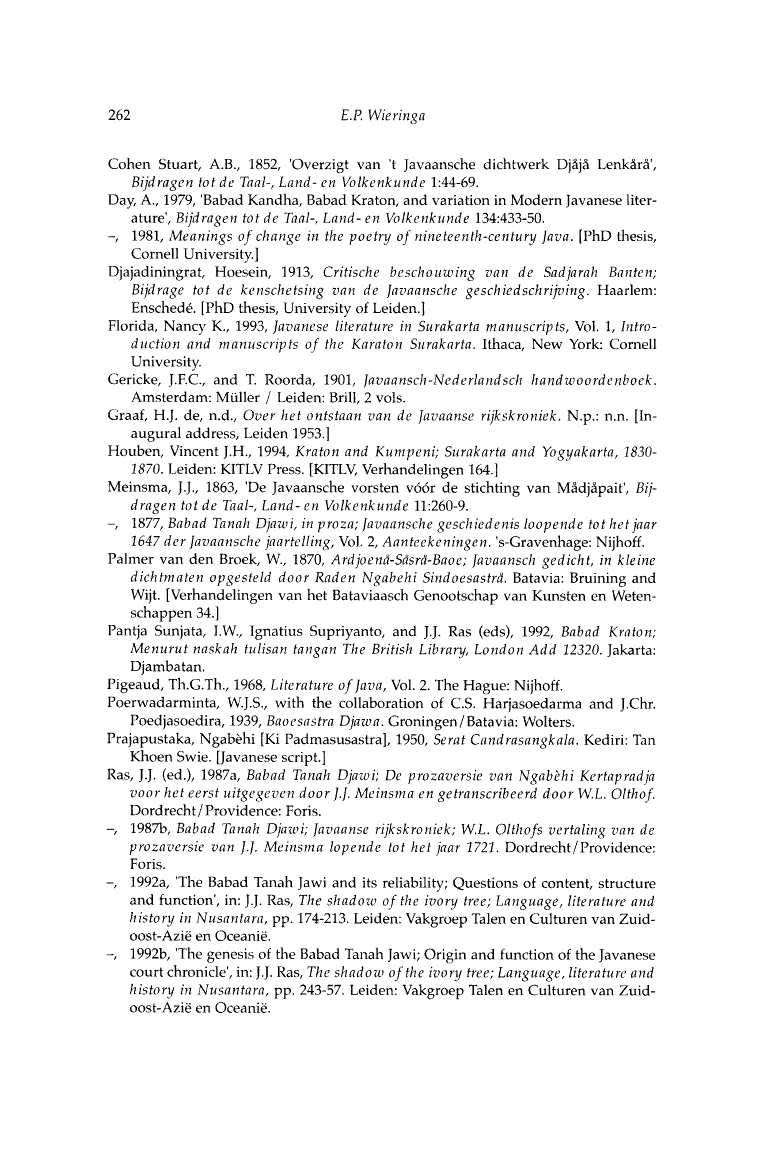 262 E.P. Wieringa
Cohen Stuart, A.B., 1852, 'Overzigt van 't Javaansche dichtwerk Djåjå Lenkårå',
Bijdragen tot de Taal-, Land- en Volkenkunde 1:44-69.
Day, A., 1979, 'Babad Kandha, Babad Kraton, and variation in Modern Javanese liter-
ature', Bijdragen tot de Taal-, Land- en Volkenkunde 134:433-50.
-, 1981, Meanings of change in the poetry of nineteenth-century Java. [PhD thesis,
Cornell University.]
Djajadiningrat, Hoesein, 1913, Critische beschouwing van de Sadjarah Banten;
Bijdrage tot de kenschetsing van de Javaansche geschiedschrijving. Haarlem:
Enschedé. [PhD thesis, University of Leiden.]
Florida, Nancy K., 1993, Javanese literature in Surakarta manuscripts, Vol. 1, Intro-
duction and manuscripts of the Karaton Surakarta. Ithaca, New York: Cornell
University.
Gericke, J.F.C., and T. Roorda, 1901, Javaansch-Nederlandsch handwoordenboek.
Amsterdam: Müller / Leiden: Brill, 2 vols.
Graaf, H.J. de, n.d., Over het ontstaan van de Javaanse rijkskroniek. N.p.: n.n. [In-
augural address, Leiden 1953.]
Houben, Vincent J.H., 1994, Kraton and Kumpeni; Surakarta and Yogyakarta, 1830-
1870. Leiden: KITLV Press. [KITLV, Verhandelingen 164.]
Meinsma, J.J., 1863, 'De Javaansche vorsten vóór de stichting van Mådjåpait', Bij-
dragen tot de Taal-, Land- en Volkenkunde 11:260-9.
-, 1877, Babad Tanah Djawi, in proza; Javaansche geschiedenis loopende tot het jaar
1647 der Javaansche jaartelling, Vol. 2, Aanteekeningen. 's-Gravenhage: Nijhoff.
Palmer van den Broek, W., 1870, Ardjoenå-Såsrå-Baoe; Javaansch gedicht, in kleine
dichtmaten opgesteld door Raden Ngabehi Sindoesastrå. Batavia: Bruining and
Wijt. [Verhandelingen van het Bataviaasch Genootschap van Kunsten en Weten-
schappen 34.]
Pantja Sunjata, I.W., Ignatius Supriyanto, and J.J. Ras (eds), 1992, Babad Kraton;
Menurut naskah tulisan tangan The British Library, London Add 12320. Jakarta:
Djambatan.
Pigeaud, Th.G.Th., 1968, Literature of Java, Vol. 2. The Hague: Nijhoff.
Poerwadarminta, W.J.S., with the collaboration of C.S. Harjasoedarma and J.Chr.
Poedjasoedira, 1939, Baoesastra Djawa. Groningen/Batavia: Wolters.
Prajapustaka, Ngabèhi [Ki Padmasusastra], 1950, Serat Candrasangkala. Kediri: Tan
Khoen Swie. [Javanese script.]
Ras, J.J. (ed.), 1987a, Babad Tanah Djawi; De prozaversie van Ngabèhi Kertapradja
voor het eerst uitgegeven door J.J. Meinsma en getranscribeerd door W.L. Olthof.
Dordrecht/Providence: Foris.
-, 1987b, Babad Tanah Djawi; Javaanse rijkskroniek; W.L. Olthofs vertaling van de
prozaversie van J.J. Meinsma lopende tot het jaar 1721. Dordrecht/Providence:
Foris.
-, 1992a, 'The Babad Tanah Jawi and its reliability; Questions of content, structure
and function', in: J.J. Ras, The shadow of the ivory tree; Language, literature and
history in Nusantara, pp. 174-213. Leiden: Vakgroep Talen en Culturen van Zuid-
oost-Azië en Oceanië.
-, 1992b, 'The genesis of the Babad Tanah Jawi; Origin and function of the Javanese
court chronicle', in: J.J. Ras, The shadow of the ivory tree; Language, literature and
history in Nusantara, pp. 243-57. Leiden: Vakgroep Talen en Culturen van Zuid-
oost-Azië en Oceanië.